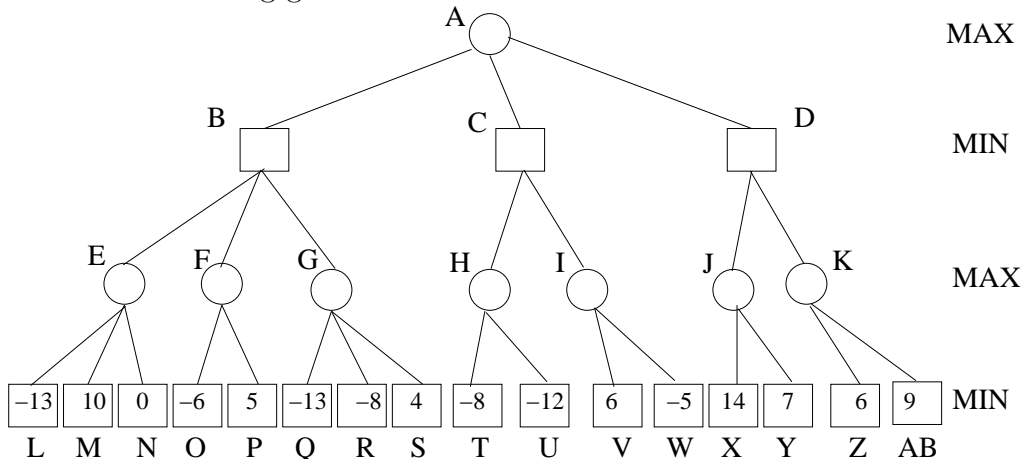 A MAX
B C D MIN
E F G H I J K MAX
−13 10 0 −6 5 −13 −8 4 −8 −12 6 −5 14 7 6 9 MIN
L M N O P Q R S T U V W X Y Z AB